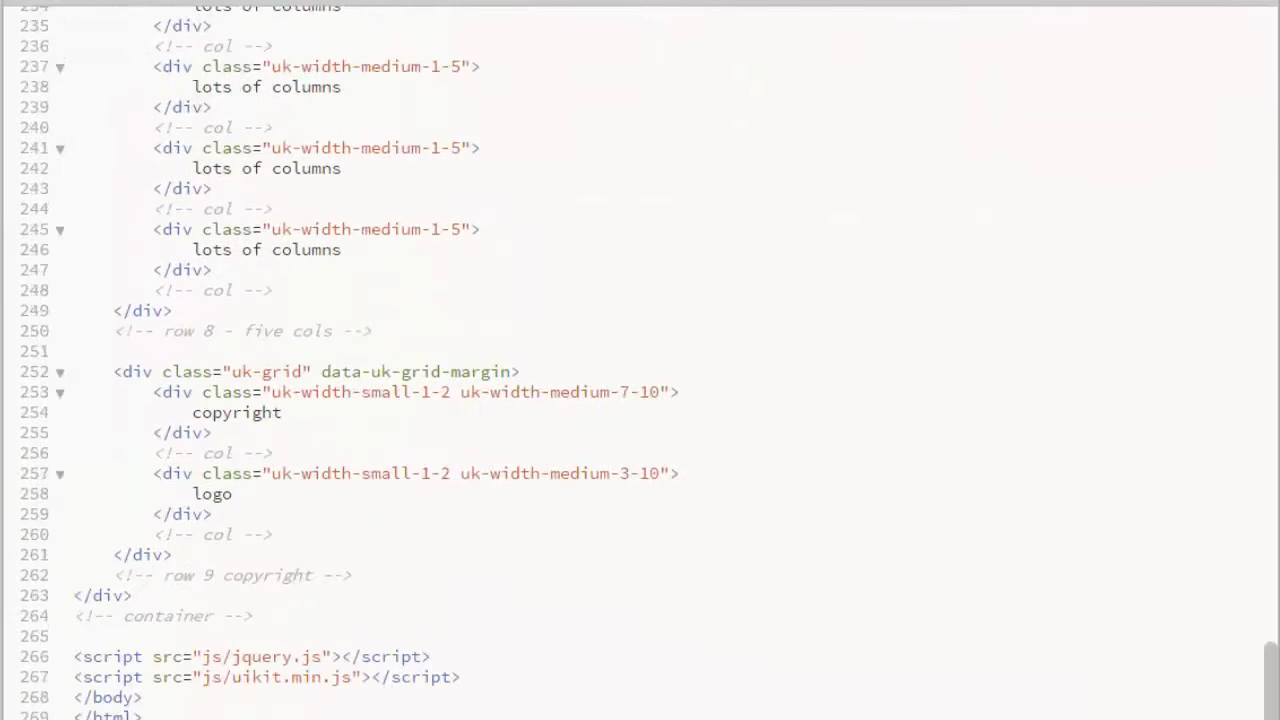 234 lots of columns
235 </div>
236 <!-- col -->
237 <div class="uk-width-medium-1-5">
238 lots of columns
239 </div>
240 <!-- col -->
241 <div class="uk-width-medium-1-5">
242 lots of columns
243 </div>
244 <!-- col -->
245 <div class="uk-width-medium-1-5">
246 lots of columns
247 </div>
248 <!-- col -->
249 </div>
250 <!-- row 8 - five cols -->
251
252 <div class="uk-grid" data-uk-grid-margin>
253 <div class="uk-width-small-1-2 uk-width-medium-7-10">
254 copyright
255 </div>
256 <!-- col -->
257 <div class="uk-width-small-1-2 uk-width-medium-3-10">
258 logo
259 </div>
260 <!-- col -->
261 </div>
262 <!-- row 9 copyright -->
263 </div>
264 <!-- container -->
265
266 <script src="js/jquery.js"></script>
267 <script src="js/uikit.min.js"></script>
268 </body>
269 </html>